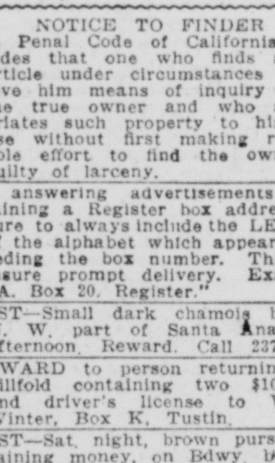 NOTICE TO FINDER
Penal Code of California
des that one who finds
rticle under circumstances
ve him means of inquiry
e true owner and who
riates such property to hi
se without first making r
ble effort to find the ow
uilty of larceny.
answering advertisements
ining a Register box addre
ure to always include the LE
f the alphabet which appear
eding the box number. Th
sure prompt delivery. Ex
A. Box 20, Register."
ST—Small dark chamois b
N. W. part of Santa Ana
fternoon. Reward. Call 237
WARD to person returnin
illfold containing two $10
nd driver's license to W
Winter, Box K, Tustin.
ST—Sat. night, brown purs
aining money, on Bdwy. b